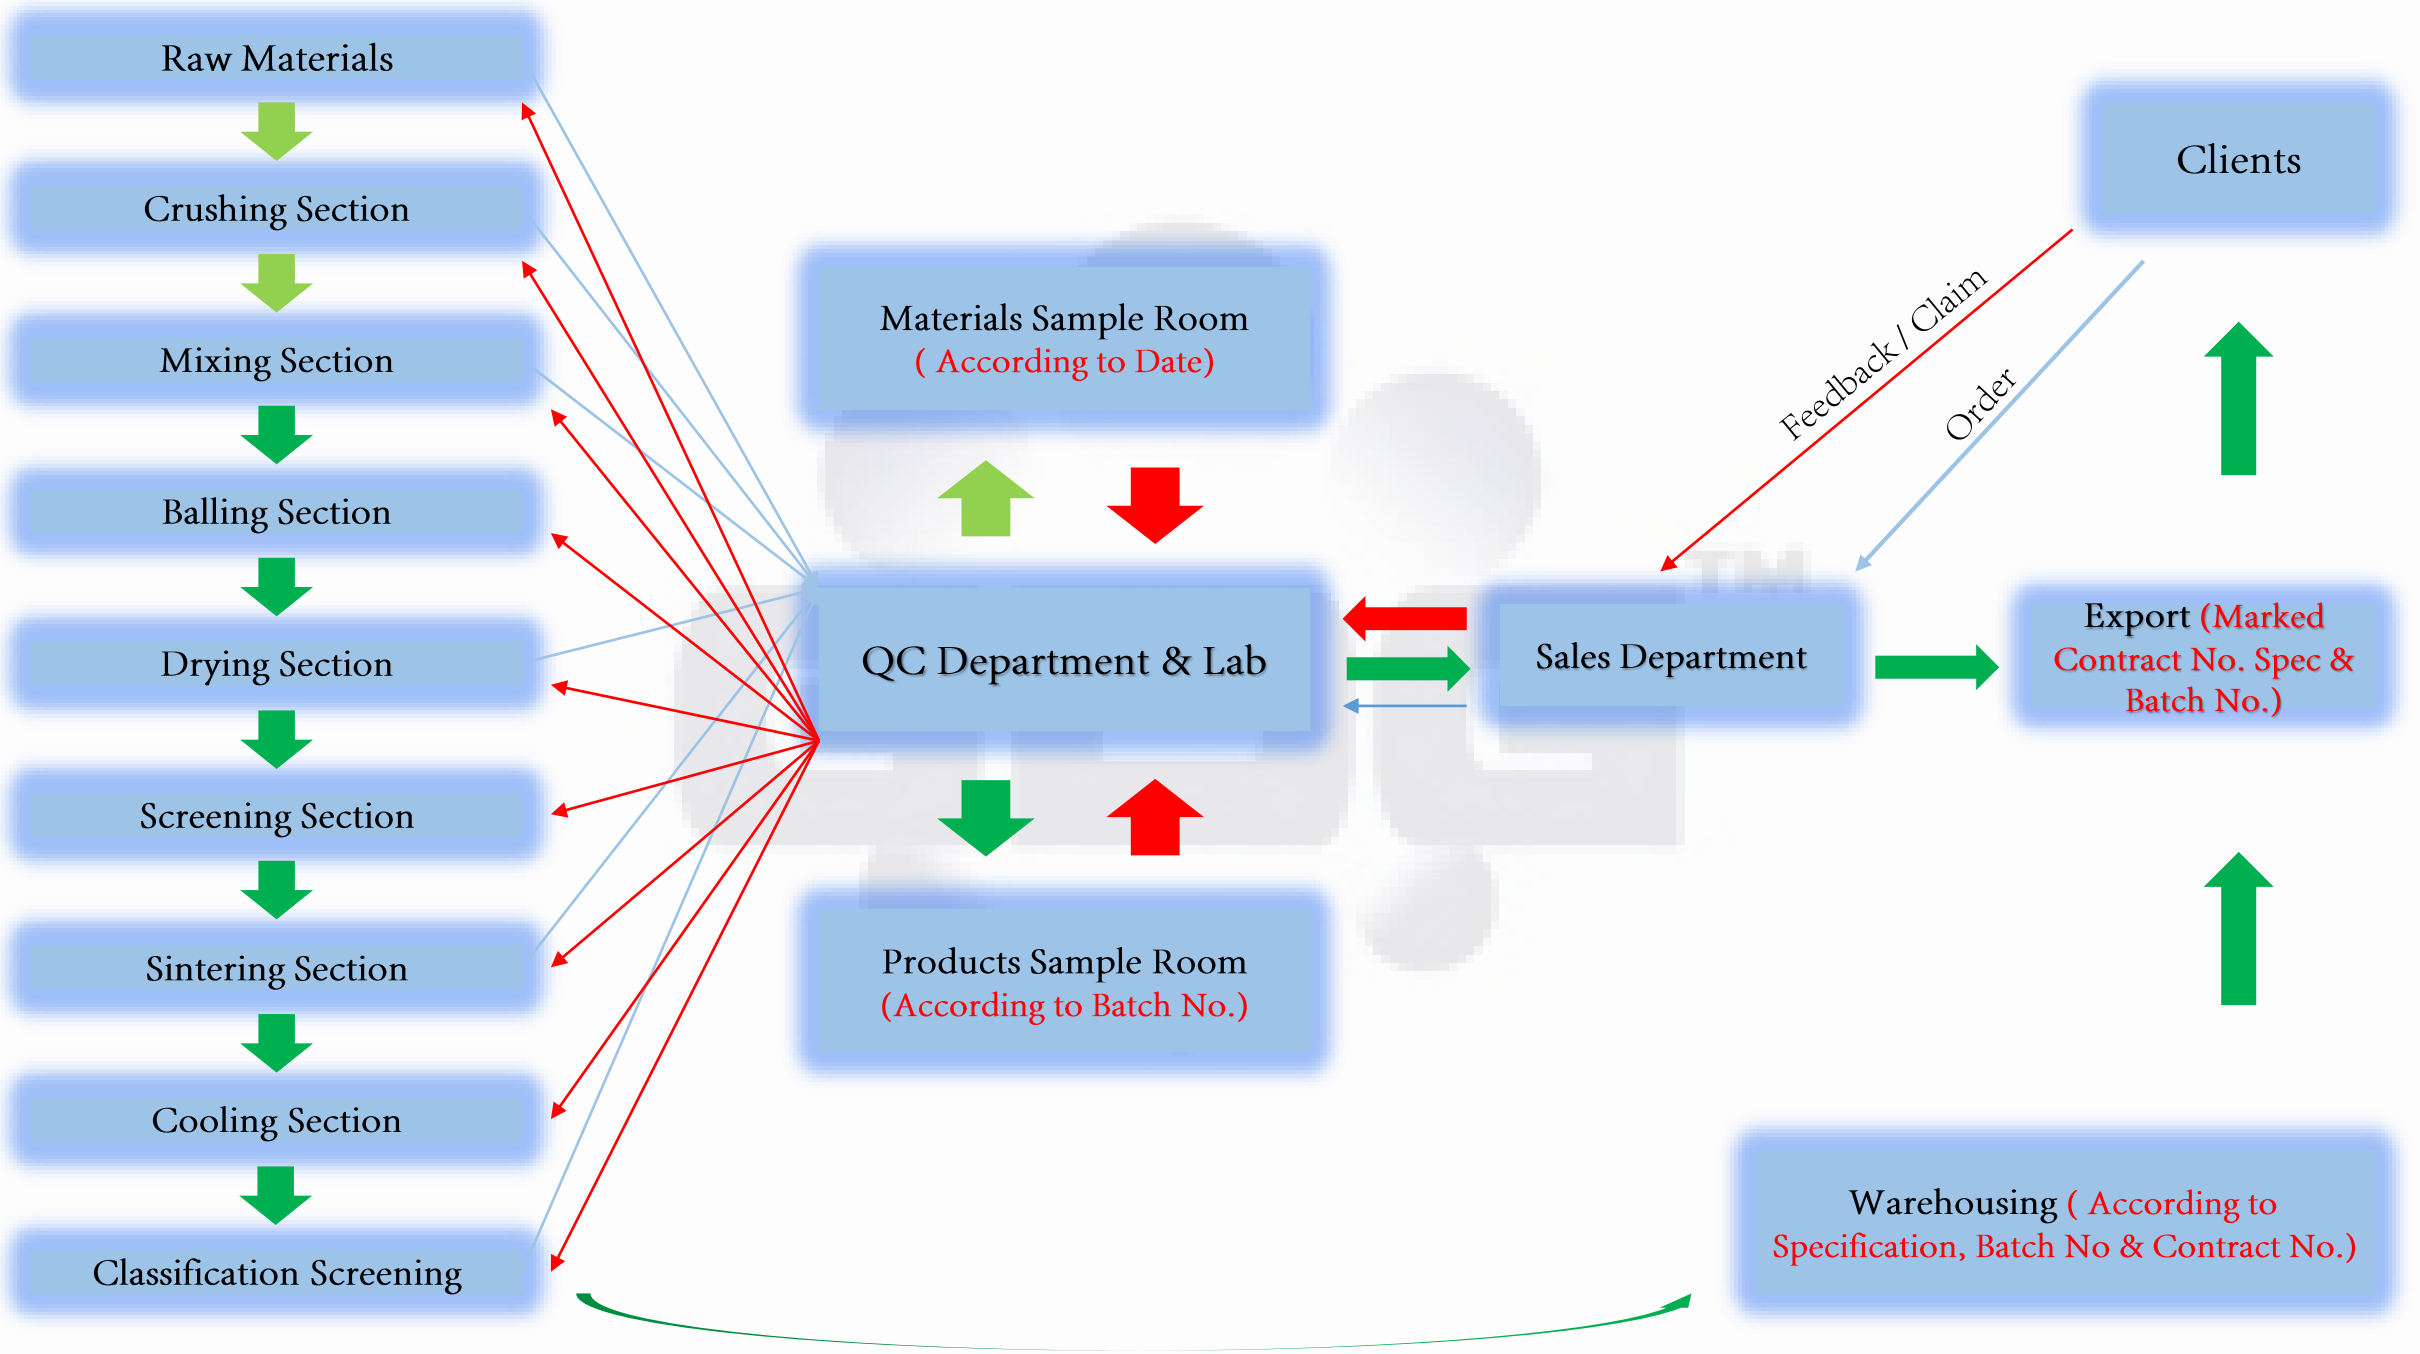 Raw Materials
Crushing Section
Mixing Section
Balling Section
Drying Section
Screening Section
Sintering Section
Cooling Section
Classification Screening
Materials Sample Room
( According to Date)
QC Department & Lab
Products Sample Room
(According to Batch No.)
Clients
Feedback / Claim
Order
Sales Department
Export (Marked
Contract No. Spec &
Batch No.)
Warehousing ( According to
Specification, Batch No & Contract No.)
TM